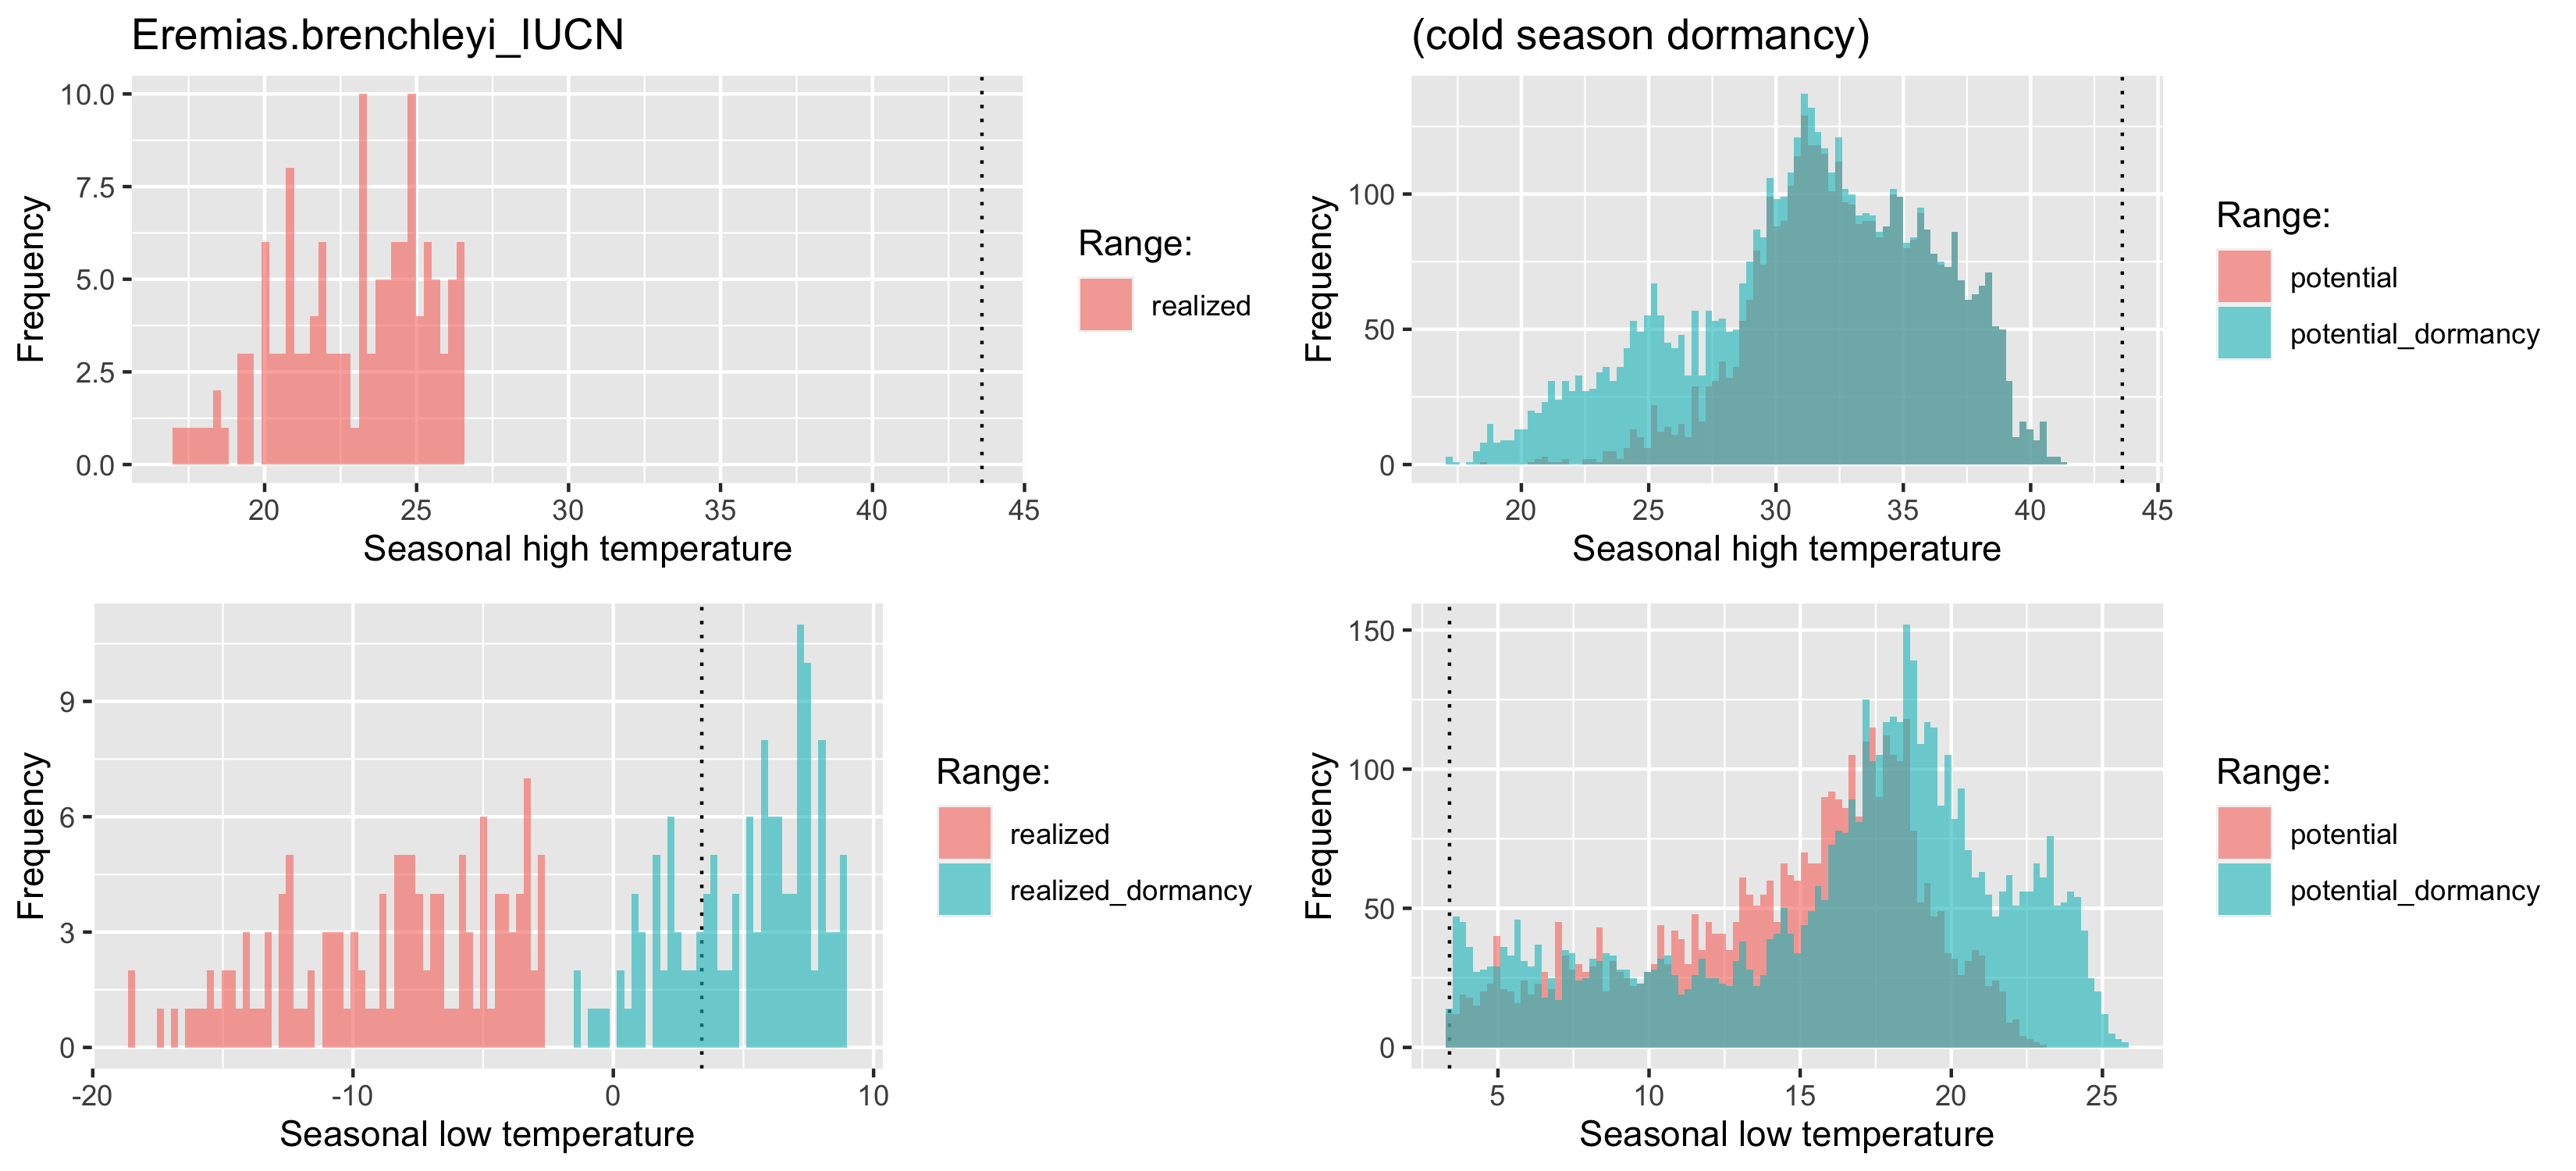 Eremias.brenchleyi_IUCN
(cold season dormancy)
10.0
7.5
5.0
2.5
0.0
Frequency
20 25 30 35 40 45
Seasonal high temperature
Range:
realized
100
50
0
Frequency
20 25 30 35 40 45
Seasonal high temperature
Range:
potential
potential_dormancy
9
6
3
0
Frequency
-20 -10 0 10
Seasonal low temperature
Range:
realized
realized_dormancy
150
100
50
0
Frequency
5 10 15 20 25
Seasonal low temperature
Range:
potential
potential_dormancy